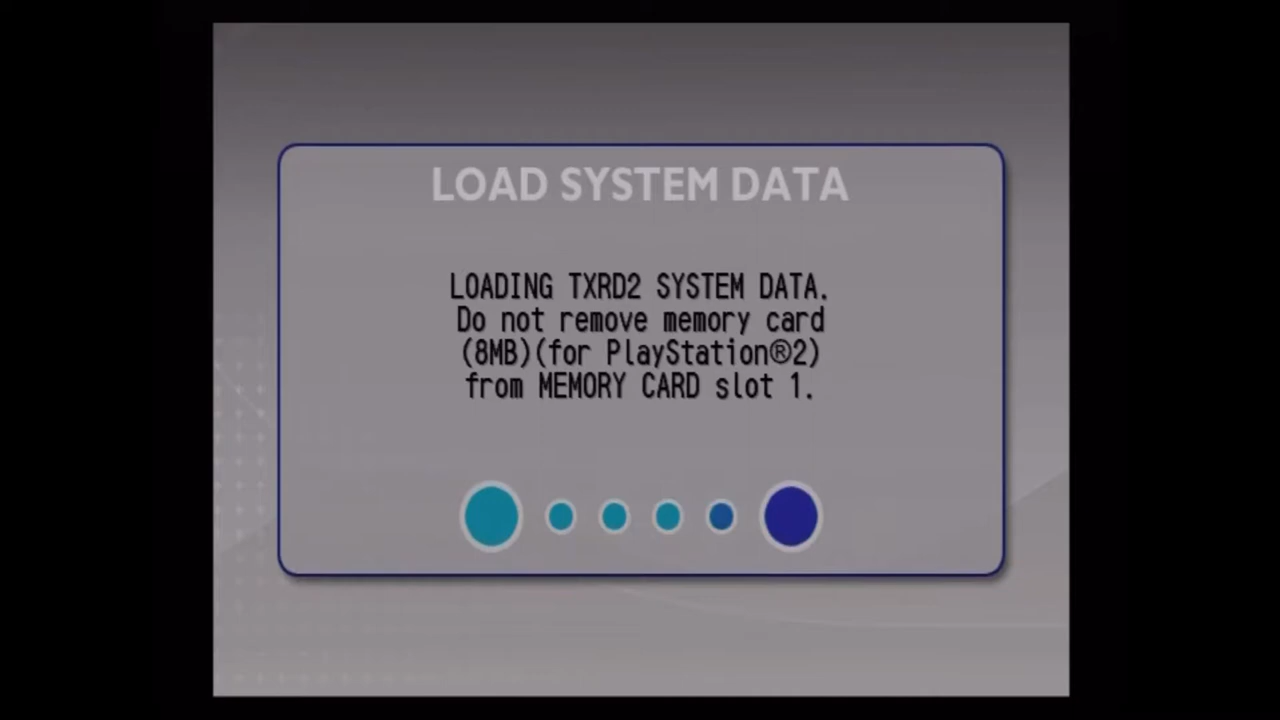 LOAD SYSTEM DATA
LOADING TXRD2 SYSTEM DATA.
Do not remove memory card
(8MB)(for PlayStation®2)
from MEMORY CARD slot 1.